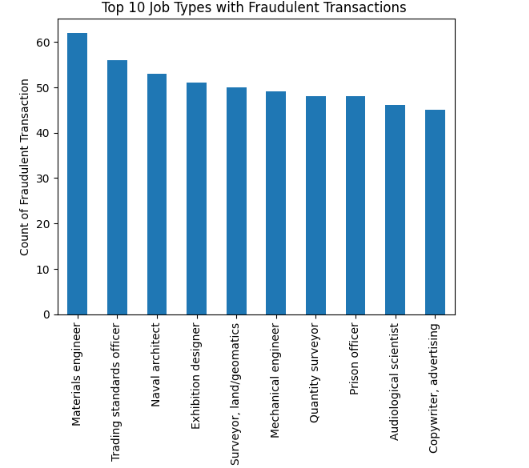 Top 10 Job Types with Fraudulent Transactions
Count of Fraudulent Transaction
60
50
40
30
20
10
0
Materials engineer
Trading standards officer
Naval architect
Exhibition designer
Surveyor, land/geomatics
Mechanical engineer
Quantity surveyor
Prison officer
Audiological scientist
Copywriter, advertising